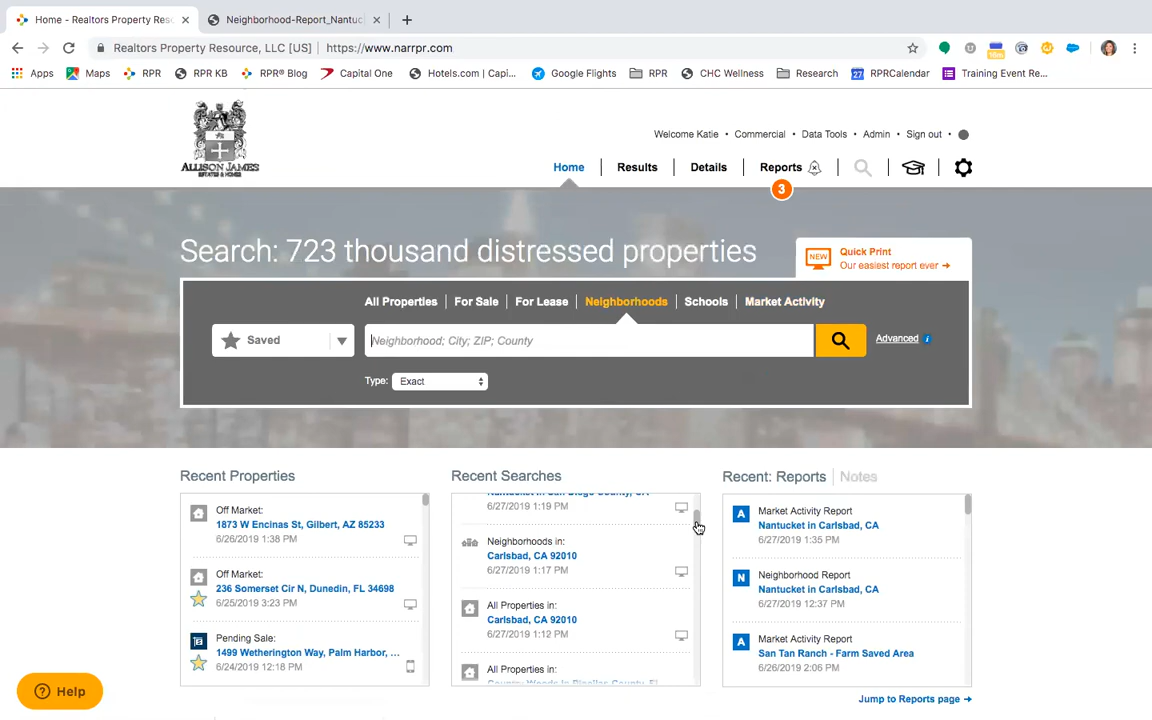 Home - Realtors Property Resc
Neighborhood-Report_Nantuc
Realtors Property Resource, LLC [US] | https://www.narrpr.com
Apps Maps RPR RPR KB RPR® Blog Capital One Hotels.com | Capi... Google Flights RPR CHC Wellness Research 27 RPRCalendar Training Event Re...
ALLISON JAMES
ESTATES & HOMES
Welcome Katie • Commercial • Data Tools • Admin • Sign out •
Home Results Details Reports
3
Search: 723 thousand distressed properties
NEW Quick Print
Our easiest report ever →
All Properties For Sale For Lease Neighborhoods Schools Market Activity
Saved Neighborhood; City; ZIP; County Advanced i
Type: Exact
Recent Properties
Off Market:
1873 W Encinas St, Gilbert, AZ 85233
6/26/2019 1:38 PM
Off Market:
236 Somerset Cir N, Dunedin, FL 34698
6/25/2019 3:23 PM
Pending Sale:
1499 Wetherington Way, Palm Harbor, ...
6/24/2019 12:18 PM
Recent Searches
Nantucket in San Diego County, CA
6/27/2019 1:19 PM
Neighborhoods in:
Carlsbad, CA 92010
6/27/2019 1:17 PM
All Properties in:
Carlsbad, CA 92010
6/27/2019 1:12 PM
All Properties in:
Recent: Reports Notes
A Market Activity Report
Nantucket in Carlsbad, CA
6/27/2019 1:35 PM
N Neighborhood Report
Nantucket in Carlsbad, CA
6/27/2019 12:37 PM
A Market Activity Report
San Tan Ranch - Farm Saved Area
6/26/2019 2:06 PM
Jump to Reports page →
? Help